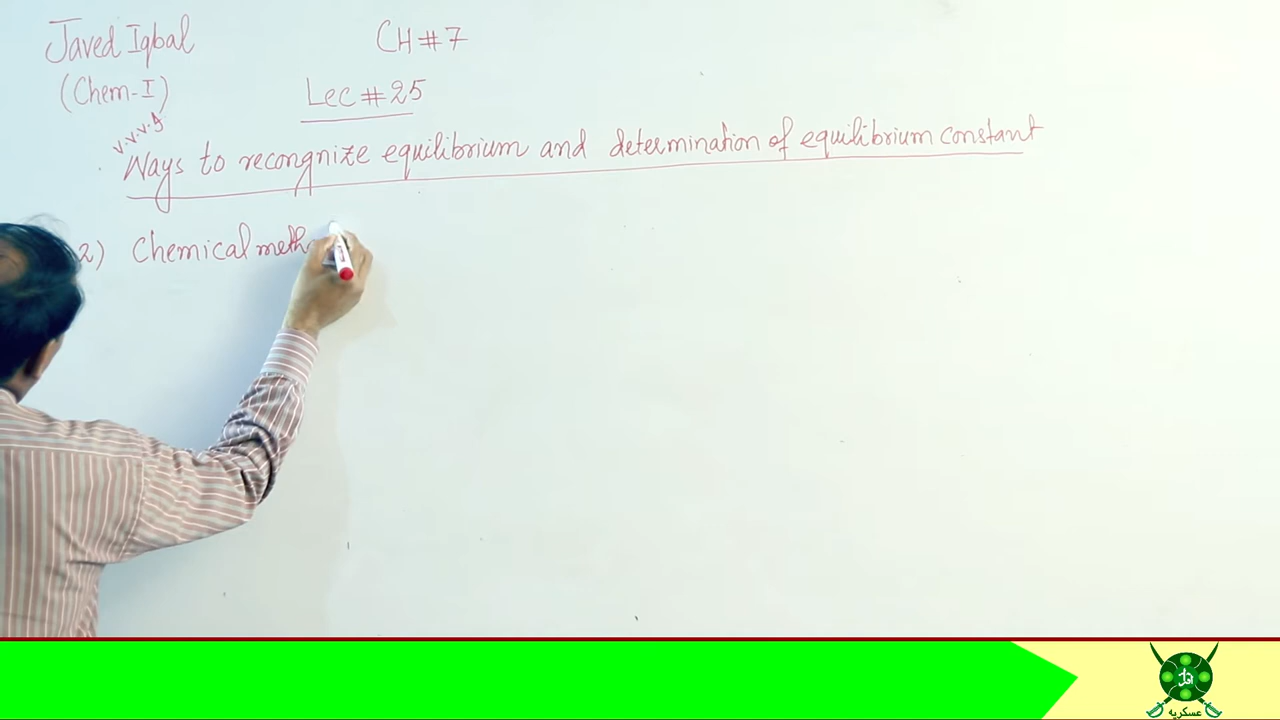 Javed Iqbal
CH#7
(Chem-I)
Lec #25
V.V.V.
Ways to recongnize equilibrium and determination of equilibrium constant
2) Chemical meth
عسکریہ